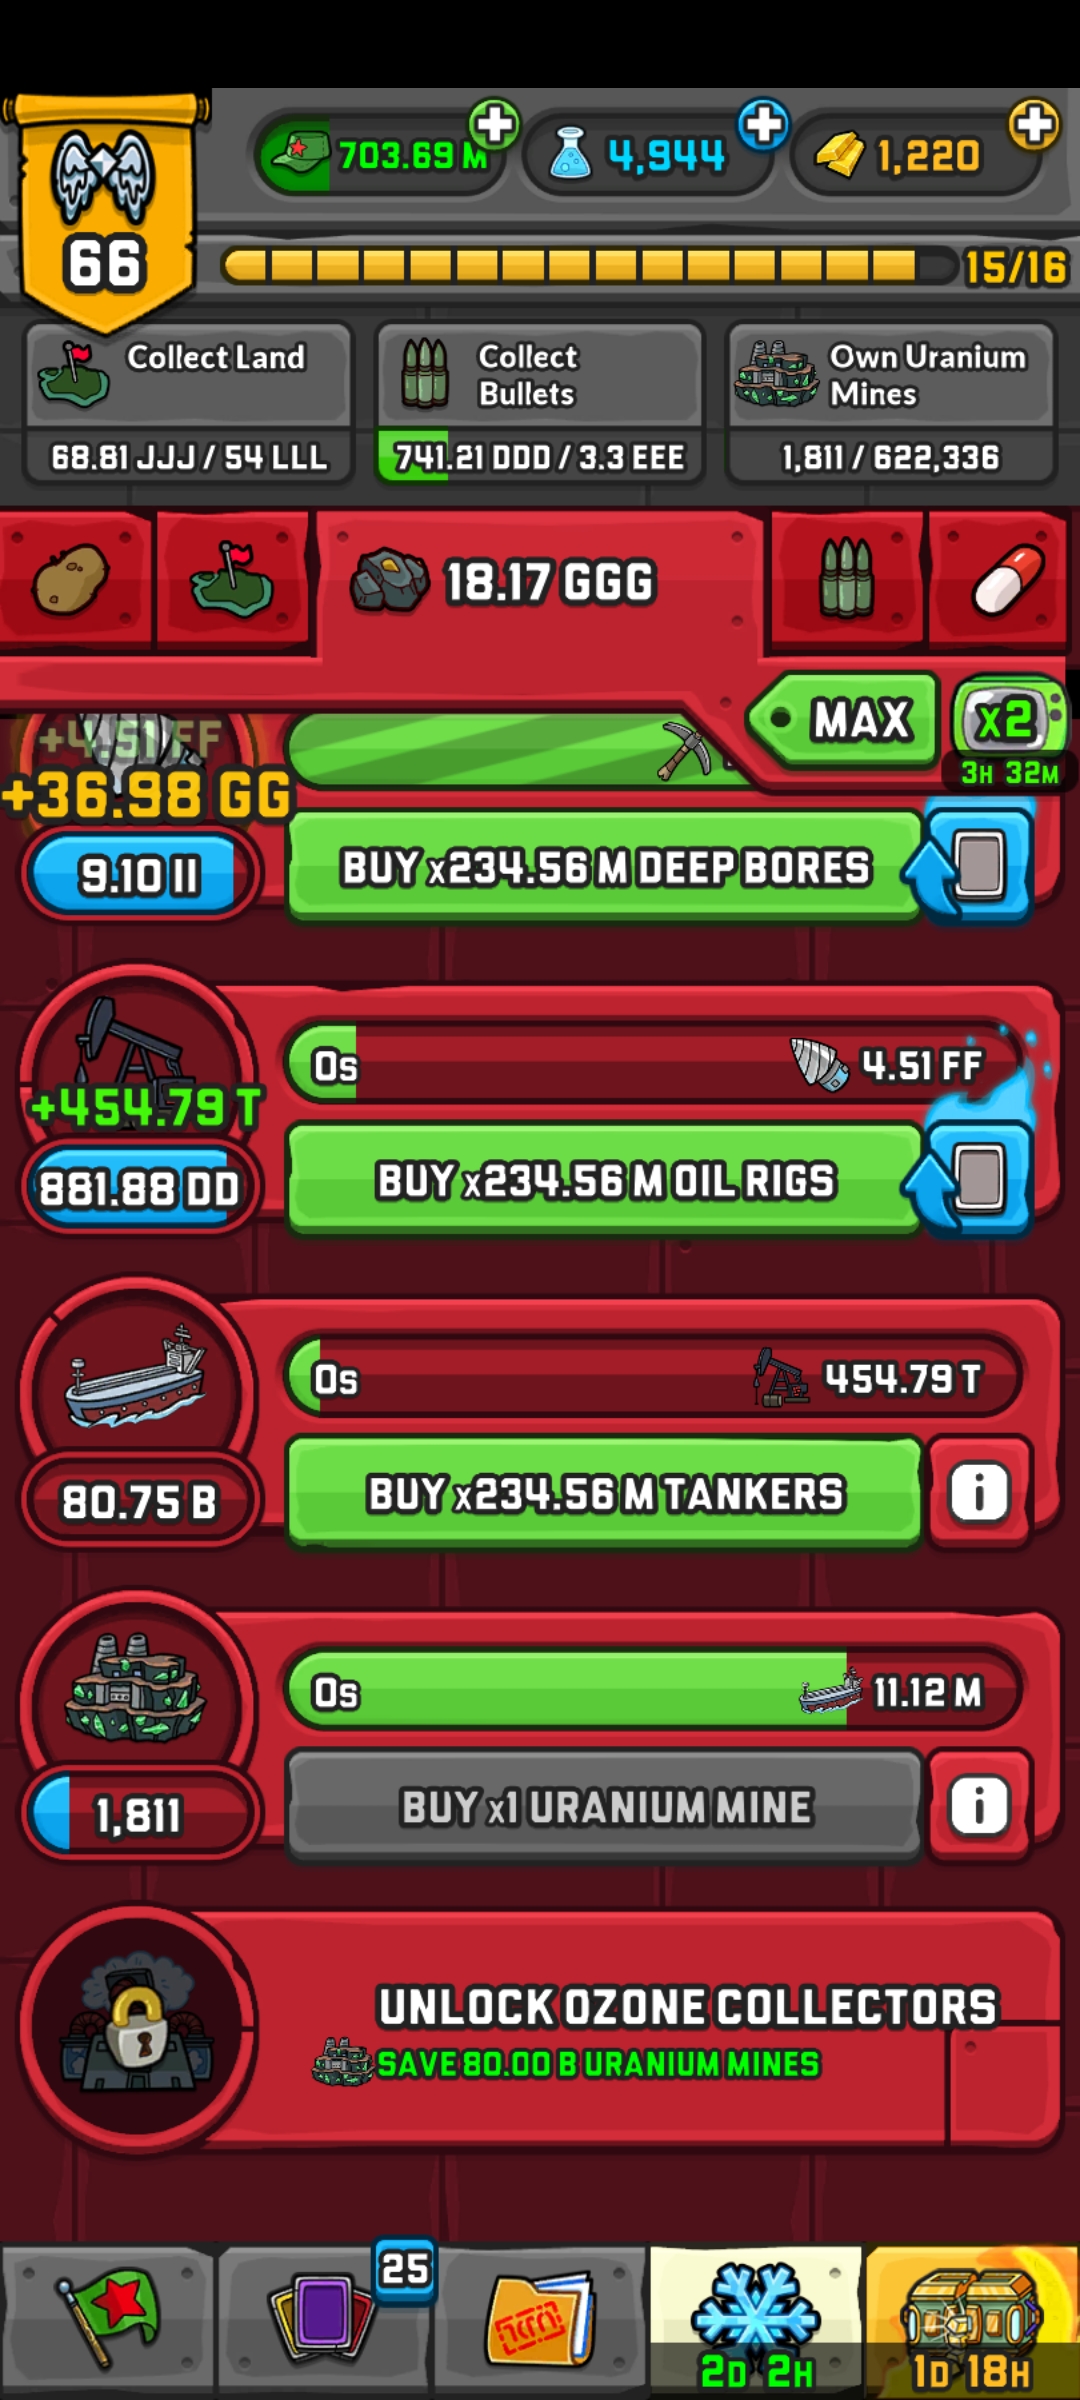 703.69 M
4,944
1,220
66
15/16
Collect Land
Collect
Bullets
Own Uranium
Mines
68.81 JJJ / 54 LLL
741.21 DDD / 3.3 EEE
1,811 / 622,336
18.17 GGG
MAX
x2
3H 32M
+4.51 FF
+36.98 GG
9.10 II
BUY x234.56 M DEEP BORES
0s
4.51 FF
+454.79 T
881.88 DD
BUY x234.56 M OIL RIGS
0s
454.79 T
80.75 B
BUY x234.56 M TANKERS
i
0s
11.12 M
1,811
BUY x1 URANIUM MINE
i
UNLOCK OZONE COLLECTORS
SAVE 80.00 B URANIUM MINES
25
2D 2H
1D 18H